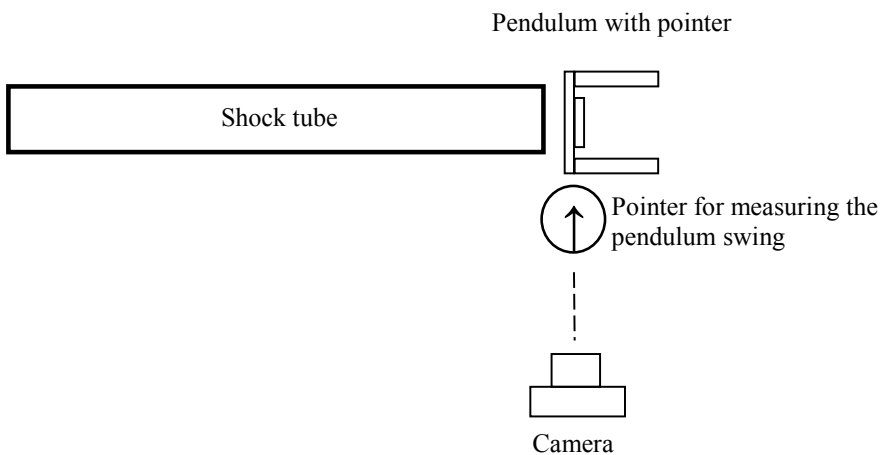 Pendulum with pointer
Shock tube
Pointer for measuring the
pendulum swing
Camera